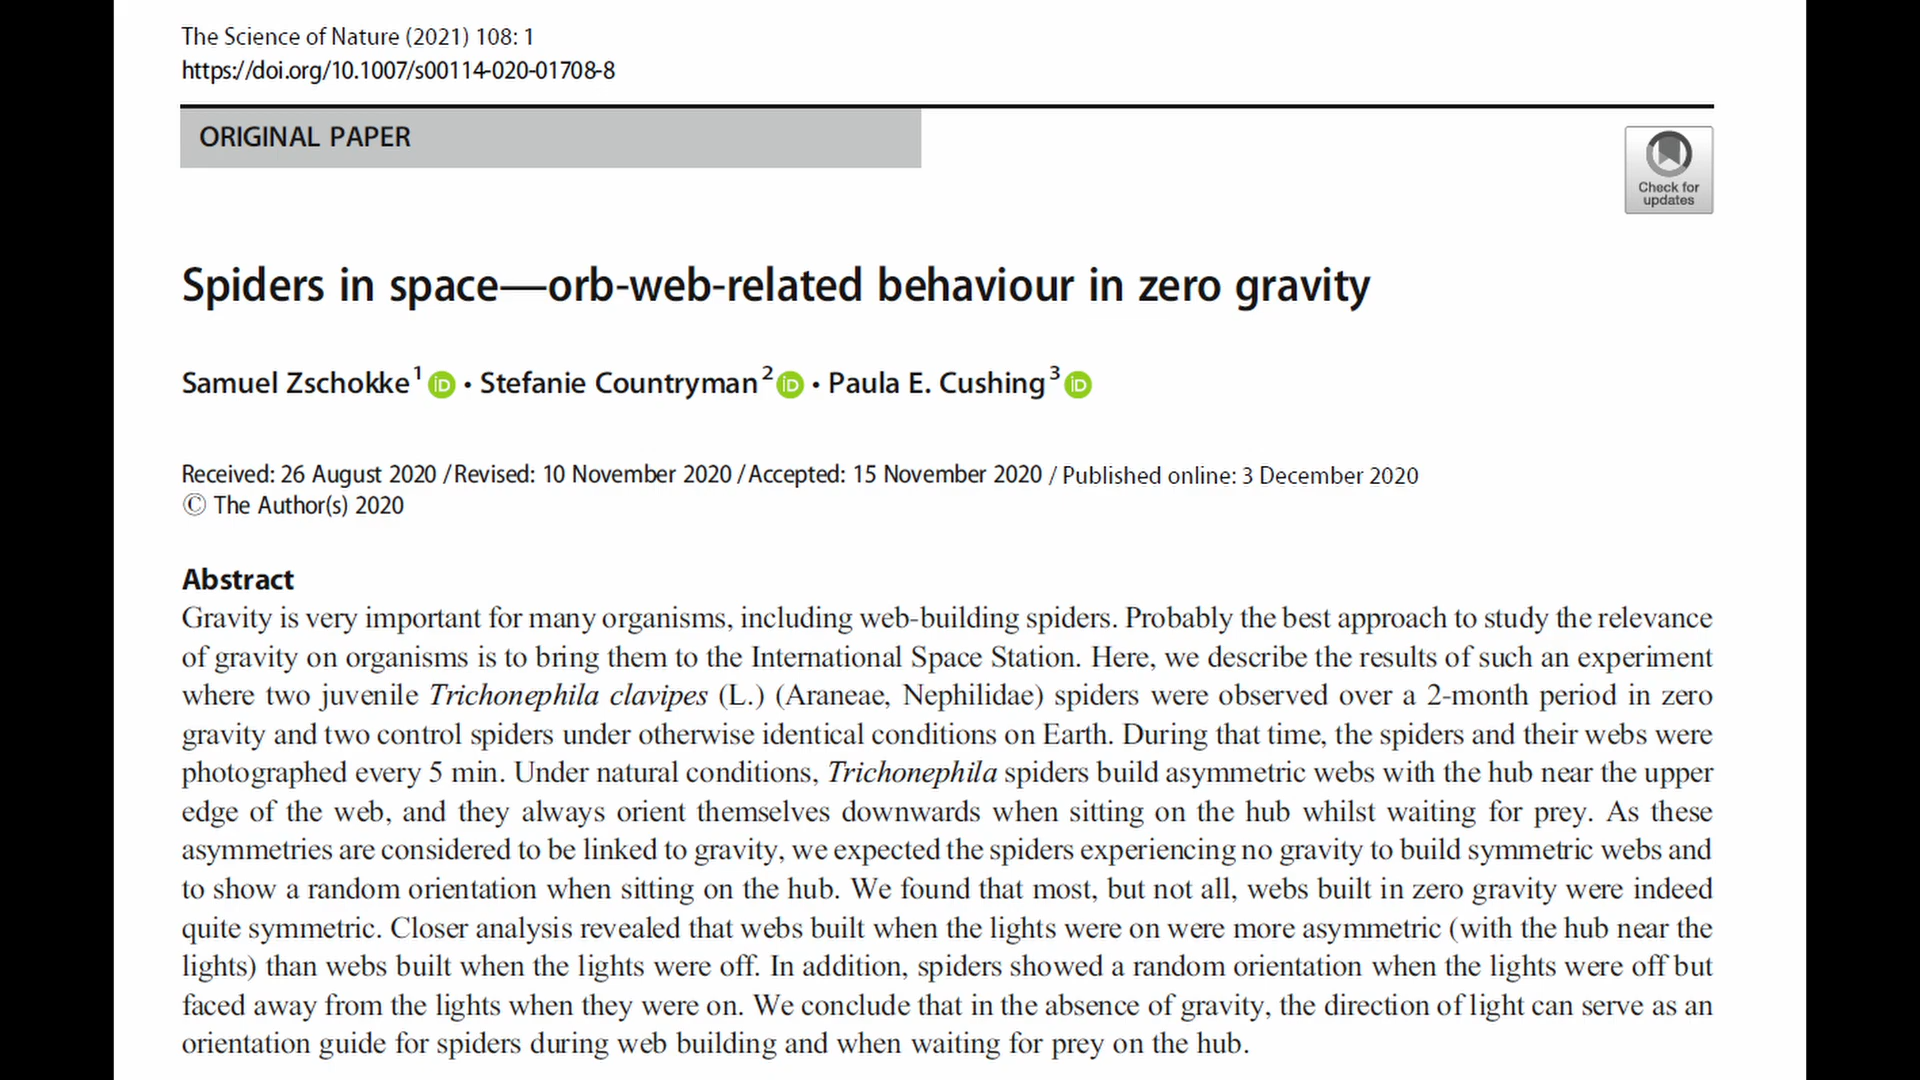 The Science of Nature (2021) 108: 1
https://doi.org/10.1007/s00114-020-01708-8
ORIGINAL PAPER
Check for
updates
Spiders in space—orb-web-related behaviour in zero gravity
Samuel Zschokke 1 iD • Stefanie Countryman 2 iD • Paula E. Cushing 3 iD
Received: 26 August 2020 / Revised: 10 November 2020 / Accepted: 15 November 2020 / Published online: 3 December 2020
© The Author(s) 2020
Abstract
Gravity is very important for many organisms, including web-building spiders. Probably the best approach to study the relevance
of gravity on organisms is to bring them to the International Space Station. Here, we describe the results of such an experiment
where two juvenile Trichonephila clavipes (L.) (Araneae, Nephilidae) spiders were observed over a 2-month period in zero
gravity and two control spiders under otherwise identical conditions on Earth. During that time, the spiders and their webs were
photographed every 5 min. Under natural conditions, Trichonephila spiders build asymmetric webs with the hub near the upper
edge of the web, and they always orient themselves downwards when sitting on the hub whilst waiting for prey. As these
asymmetries are considered to be linked to gravity, we expected the spiders experiencing no gravity to build symmetric webs and
to show a random orientation when sitting on the hub. We found that most, but not all, webs built in zero gravity were indeed
quite symmetric. Closer analysis revealed that webs built when the lights were on were more asymmetric (with the hub near the
lights) than webs built when the lights were off. In addition, spiders showed a random orientation when the lights were off but
faced away from the lights when they were on. We conclude that in the absence of gravity, the direction of light can serve as an
orientation guide for spiders during web building and when waiting for prey on the hub.